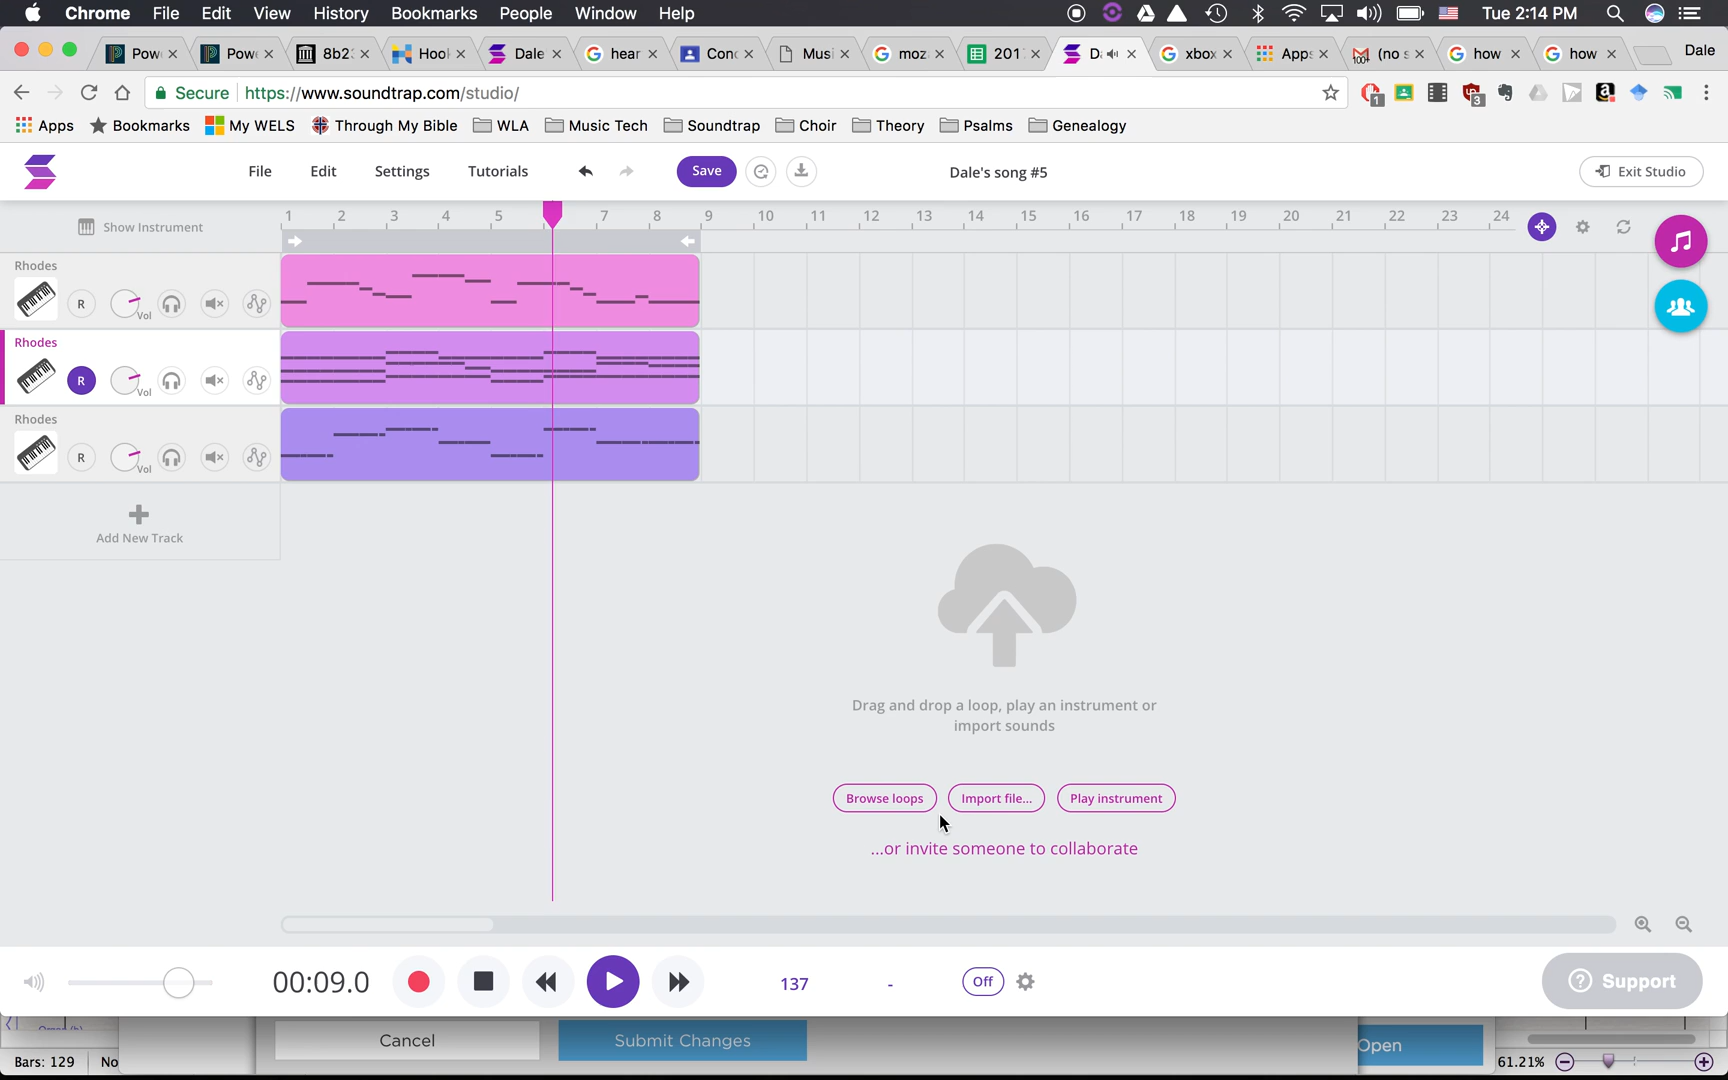 Chrome File Edit View History Bookmarks People Window Help Tue 2:14 PM
Pow Pow 8b2 Hool Dale hear Con Musi moz 201 D xbox Apps (no s how how Dale
Secure https://www.soundtrap.com/studio/
Apps Bookmarks My WELS Through My Bible WLA Music Tech Soundtrap Choir Theory Psalms Genealogy
File Edit Settings Tutorials Save Dale's song #5 Exit Studio
Show Instrument 1 2 3 4 5 7 8 9 10 11 12 13 14 15 16 17 18 19 20 21 22 23 24
Rhodes
R Vol
Rhodes
R Vol
Rhodes
R Vol
Add New Track
Drag and drop a loop, play an instrument or
import sounds
Browse loops Import file... Play instrument
...or invite someone to collaborate
00:09.0 137 - Off Support
Cancel Submit Changes Open
Bars: 129 No 61.21%